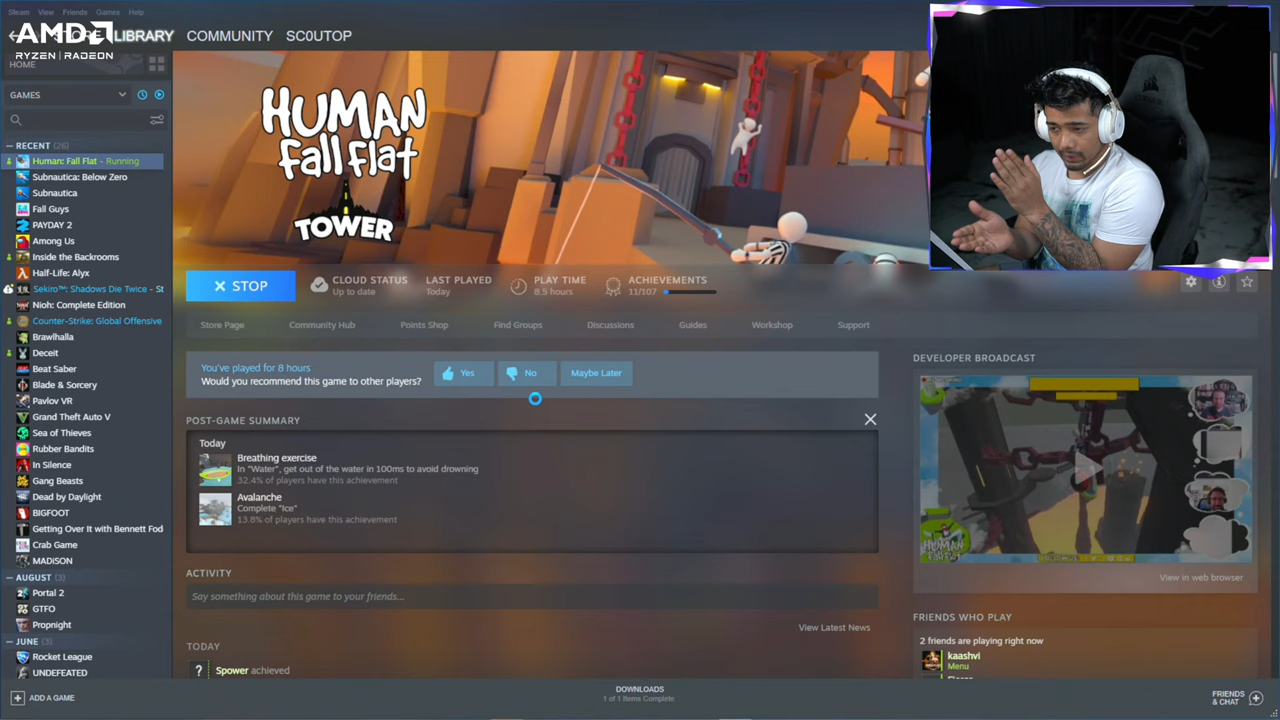 Steam View Friends Games Help
AMD
RYZEN | RADEON
LIBRARY COMMUNITY SC0UTOP
HOME
GAMES
RECENT (26)
Human: Fall Flat - Running
Subnautica: Below Zero
Subnautica
Fall Guys
PAYDAY 2
Among Us
Inside the Backrooms
Half-Life: Alyx
Sekiro™: Shadows Die Twice - St
Nioh: Complete Edition
Counter-Strike: Global Offensive
Brawlhalla
Deceit
Beat Saber
Blade & Sorcery
Pavlov VR
Grand Theft Auto V
Sea of Thieves
Rubber Bandits
In Silence
Gang Beasts
Dead by Daylight
BIGFOOT
Getting Over It with Bennett Fod
Crab Game
MADiSON
AUGUST (3)
Portal 2
GTFO
Propnight
JUNE (3)
Rocket League
UNDEFEATED
ADD A GAME
HUMAN
fall flat
TOWER
STOP
CLOUD STATUS
Up to date
LAST PLAYED
Today
PLAY TIME
8.5 hours
ACHIEVEMENTS
11/107
Store Page Community Hub Points Shop Find Groups Discussions Guides Workshop Support
You've played for 8 hours
Would you recommend this game to other players?
Yes No Maybe Later
POST-GAME SUMMARY
Today
Breathing exercise
In "Water", get out of the water in 100ms to avoid drowning
32.4% of players have this achievement
Avalanche
Complete "Ice"
13.8% of players have this achievement
ACTIVITY
Say something about this game to your friends...
View Latest News
TODAY
Spower achieved
DEVELOPER BROADCAST
HUMAN
View in web browser
FRIENDS WHO PLAY
2 friends are playing right now
kaashvi
Menu
DOWNLOADS
1 of 1 Items Complete
FRIENDS
& CHAT